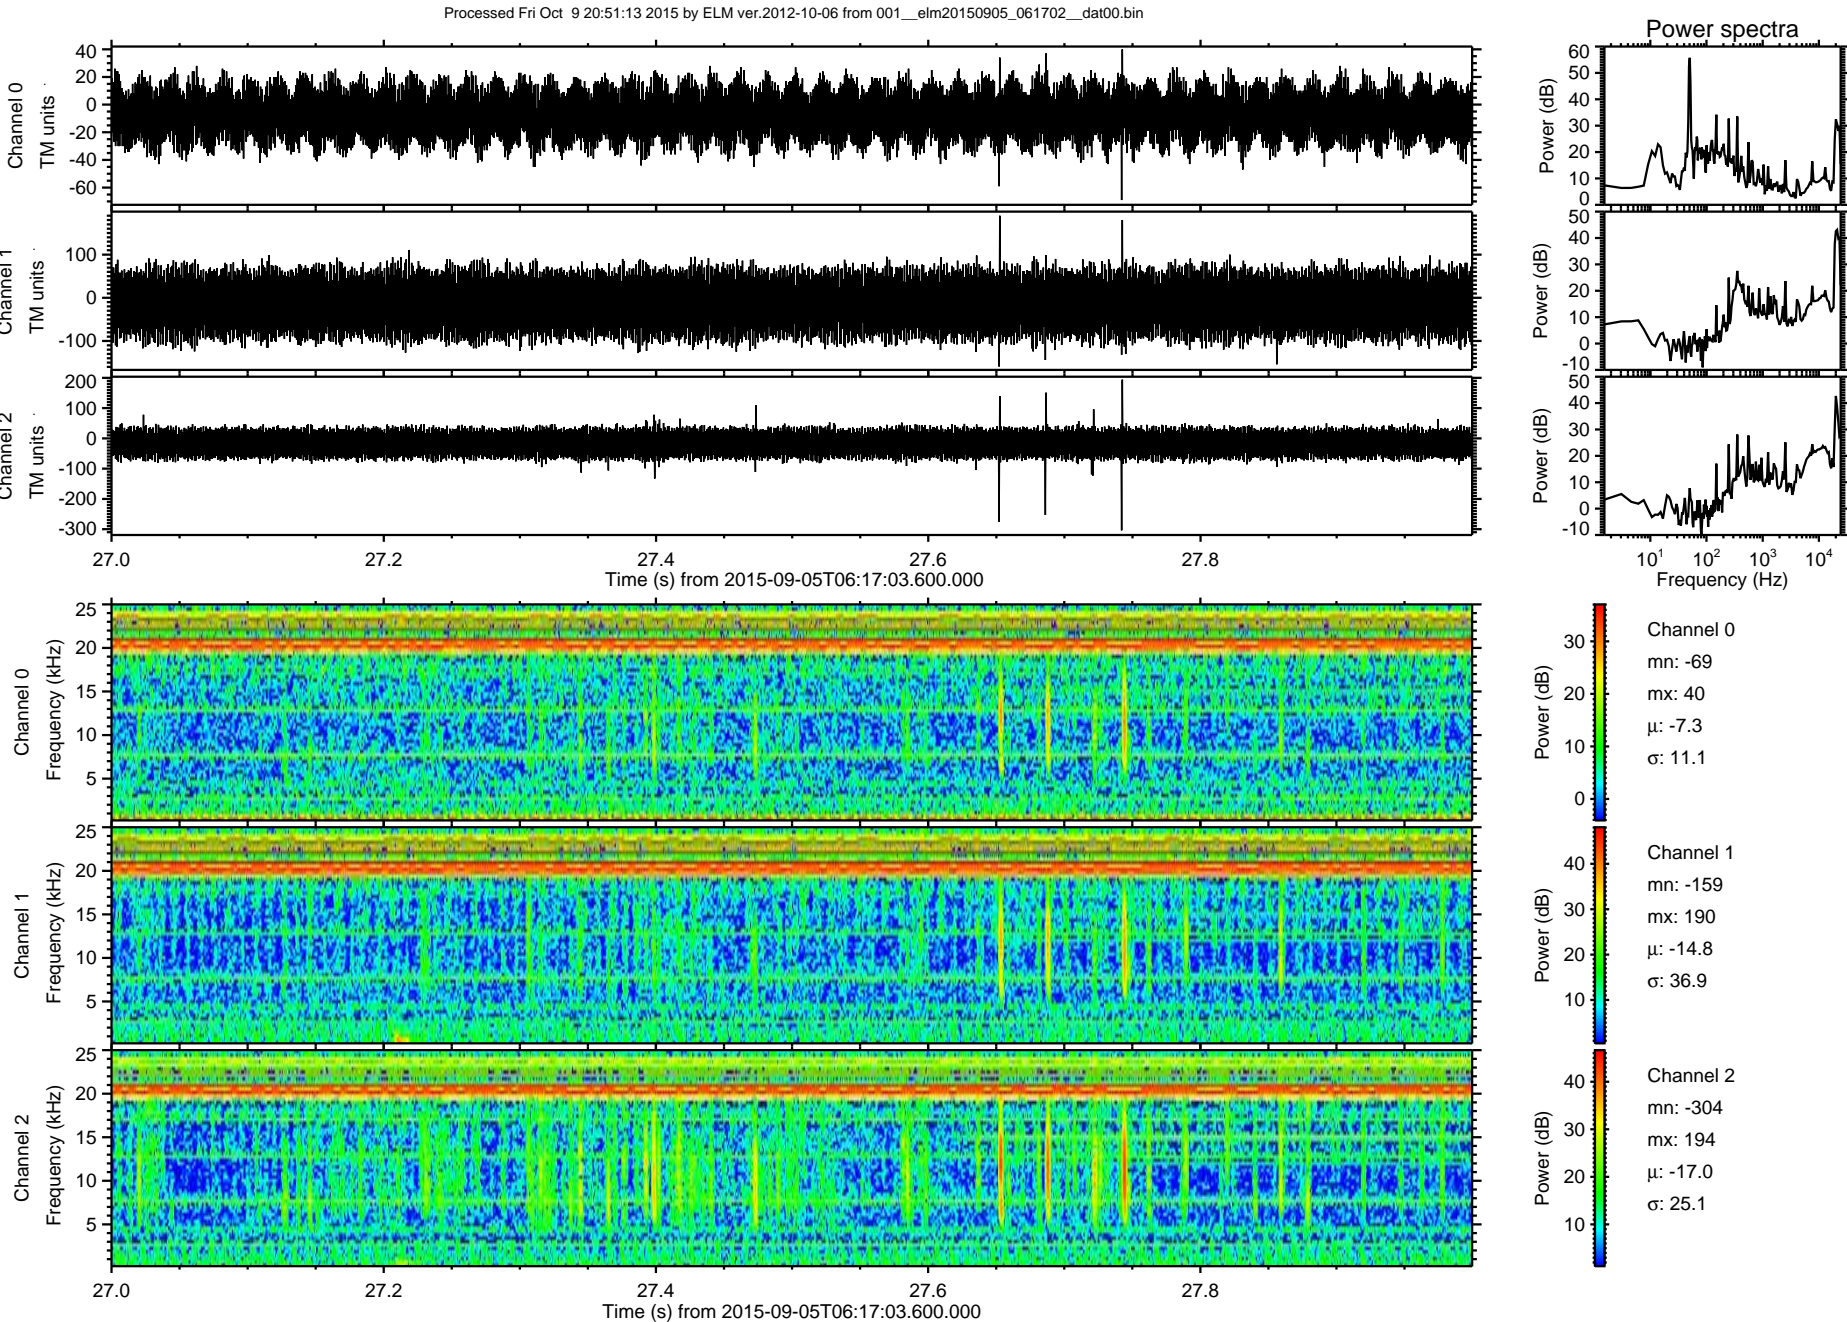 Processed Fri Oct  9 20:51:13 2015 by ELM ver.2012-10-06 from 001__elm20150905_061702__dat00.bin
Power spectra
Channel 0
TM units
40
20
0
-20
-40
-60
Power (dB)
60
50
40
30
20
10
0
Channel 1
TM units
100
0
-100
Power (dB)
50
40
30
20
10
0
-10
Channel 2
TM units
200
100
0
-100
-200
-300
Power (dB)
50
40
30
20
10
0
-10
27.0 27.2 27.4 27.6 27.8
Time (s) from 2015-09-05T06:17:03.600.000
10^1 10^2 10^3 10^4
Frequency (Hz)
Channel 0
Frequency (kHz)
25
20
15
10
5
Power (dB)
30
20
10
0
Channel 0
mn: -69
mx: 40
μ: -7.3
σ: 11.1
Channel 1
Frequency (kHz)
25
20
15
10
5
Power (dB)
40
30
20
10
Channel 1
mn: -159
mx: 190
μ: -14.8
σ: 36.9
Channel 2
Frequency (kHz)
25
20
15
10
5
Power (dB)
40
30
20
10
Channel 2
mn: -304
mx: 194
μ: -17.0
σ: 25.1
27.0 27.2 27.4 27.6 27.8
Time (s) from 2015-09-05T06:17:03.600.000